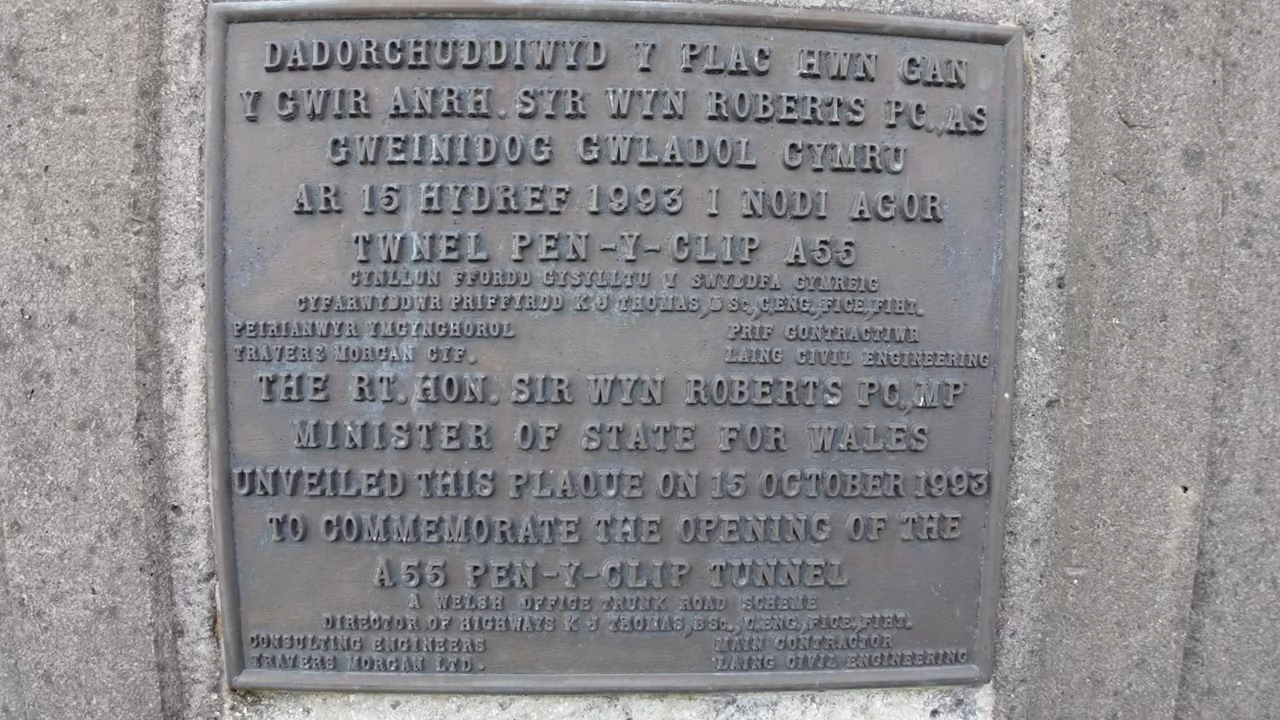 DADORCHUDDIWYD Y PLAC HWN GAN
Y GWIR ANRH. SYR WYN ROBERTS PC.,AS
GWEINIDOG GWLADOL CYMRU
AR 15 HYDREF 1993 I NODI AGOR
TWNEL PEN-Y-CLIP A55
CYNLLUN FFORDD GYSYLLTU Y SWYDDFA GYMREIG
CYFARWYDDWR PRIFFYRDD K J THOMAS, BSc, C.ENG, FICE, FIHT.
PEIRIANWYR YMGYNGHOROL
TRAVERS MORGAN CYF.
PRIF GONTRACTIWR
LAING CIVIL ENGINEERING
THE RT. HON. SIR WYN ROBERTS PC.,MP
MINISTER OF STATE FOR WALES
UNVEILED THIS PLAQUE ON 15 OCTOBER 1993
TO COMMEMORATE THE OPENING OF THE
A55 PEN-Y-CLIP TUNNEL
A WELSH OFFICE TRUNK ROAD SCHEME
DIRECTOR OF HIGHWAYS K J THOMAS, BSc., C.ENG, FICE, FIHT.
CONSULTING ENGINEERS
TRAVERS MORGAN LTD.
MAIN CONTRACTOR
LAING CIVIL ENGINEERING